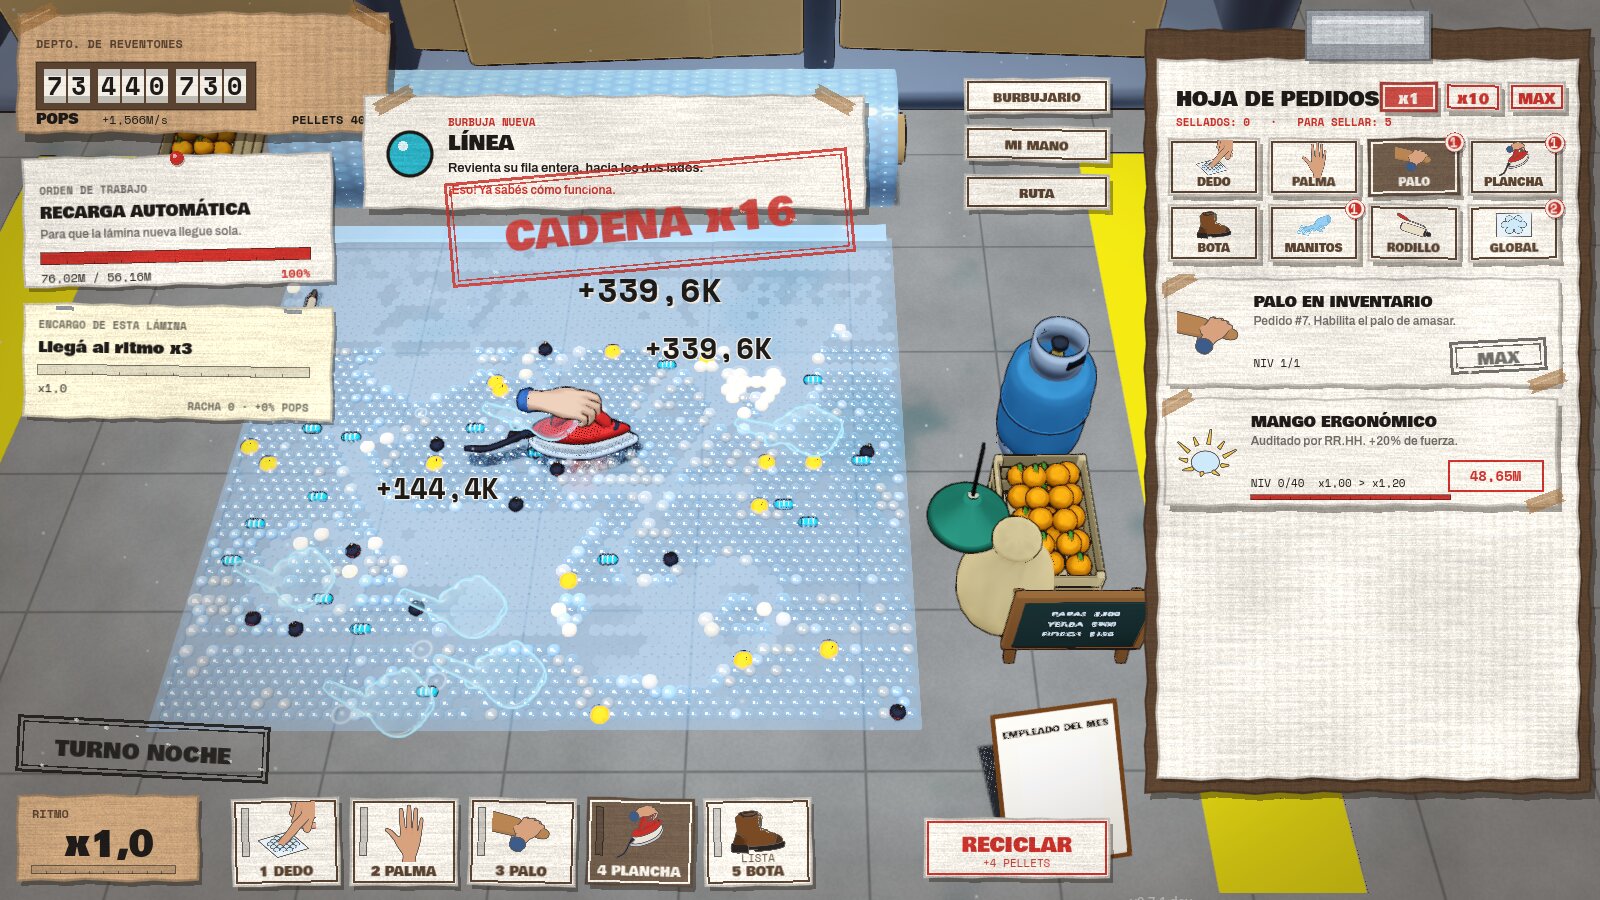 DEPTO. DE REVENTONES
73 440 730
POPS +1.566M/s PELLETS 40
ORDEN DE TRABAJO
RECARGA AUTOMÁTICA
Para que la lámina nueva llegue sola.
76.02M / 56.16M 100%
ENCARGO DE ESTA LÁMINA
Llegá al ritmo x3
x1,0
RACHA 0 · +0% POPS
BURBUJA NUEVA
LÍNEA
Revienta su fila entera, hacia los dos lados.
¡Eso! Ya sabés cómo funciona.
CADENA x16
+339,6K
+339,6K
+144,4K
BURBUJARIO
MI MANO
RUTA
HOJA DE PEDIDOS x1 x10 MAX
SELLADOS: 0 · PARA SELLAR: 5
DEDO
PALMA
PALO 1
PLANCHA 1
BOTA
MANITOS 1
RODILLO
GLOBAL 2
PALO EN INVENTARIO
Pedido #7. Habilita el palo de amasar.
NIV 1/1
MAX
MANGO ERGONÓMICO
Auditado por RR.HH. +20% de fuerza.
NIV 0/40 x1,00 > x1,20
48,65M
EMPLEADO DEL MES
TURNO NOCHE
RITMO
x1,0
1 DEDO
2 PALMA
3 PALO
4 PLANCHA
LISTA
5 BOTA
RECICLAR
+4 PELLETS